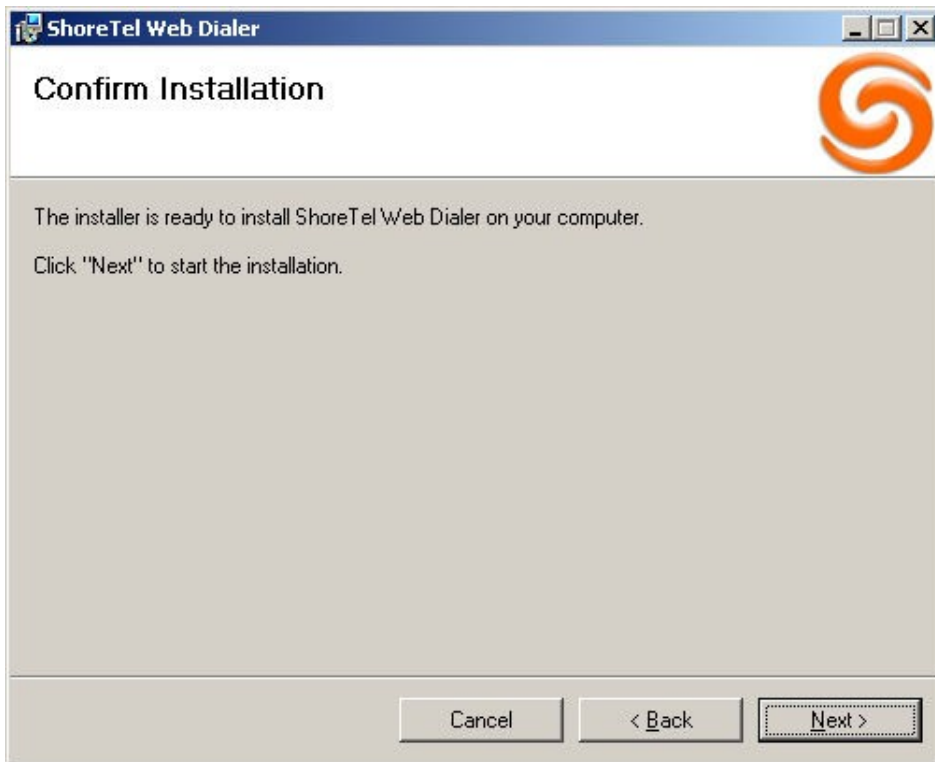 ShoreTel Web Dialer
Confirm Installation
The installer is ready to install ShoreTel Web Dialer on your computer.
Click "Next" to start the installation.
Cancel
< Back
Next >